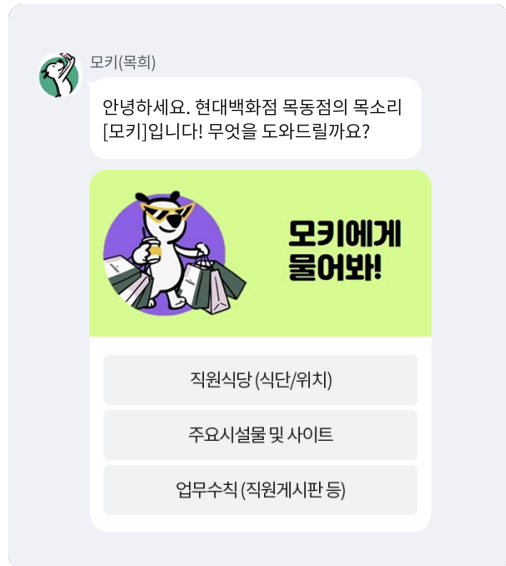 모키(목희)
안녕하세요. 현대백화점 목동점의 목소리
[모키]입니다! 무엇을 도와드릴까요?
모키에게
물어봐!
직원식당 (식단/위치)
주요시설물 및 사이트
업무수칙 (직원게시판 등)